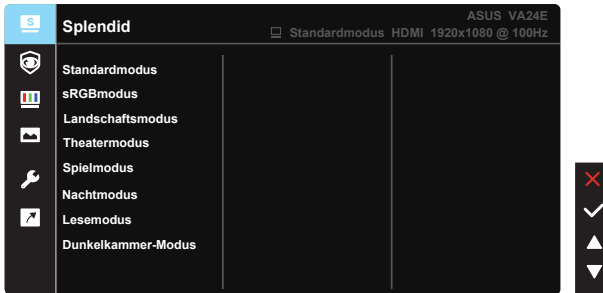 S
Splendid
ASUS VA24E
Standardmodus HDMI 1920x1080 @ 100Hz
Standardmodus
sRGBmodus
Landschaftsmodus
Theatermodus
Spielmodus
Nachtmodus
Lesemodus
Dunkelkammer-Modus